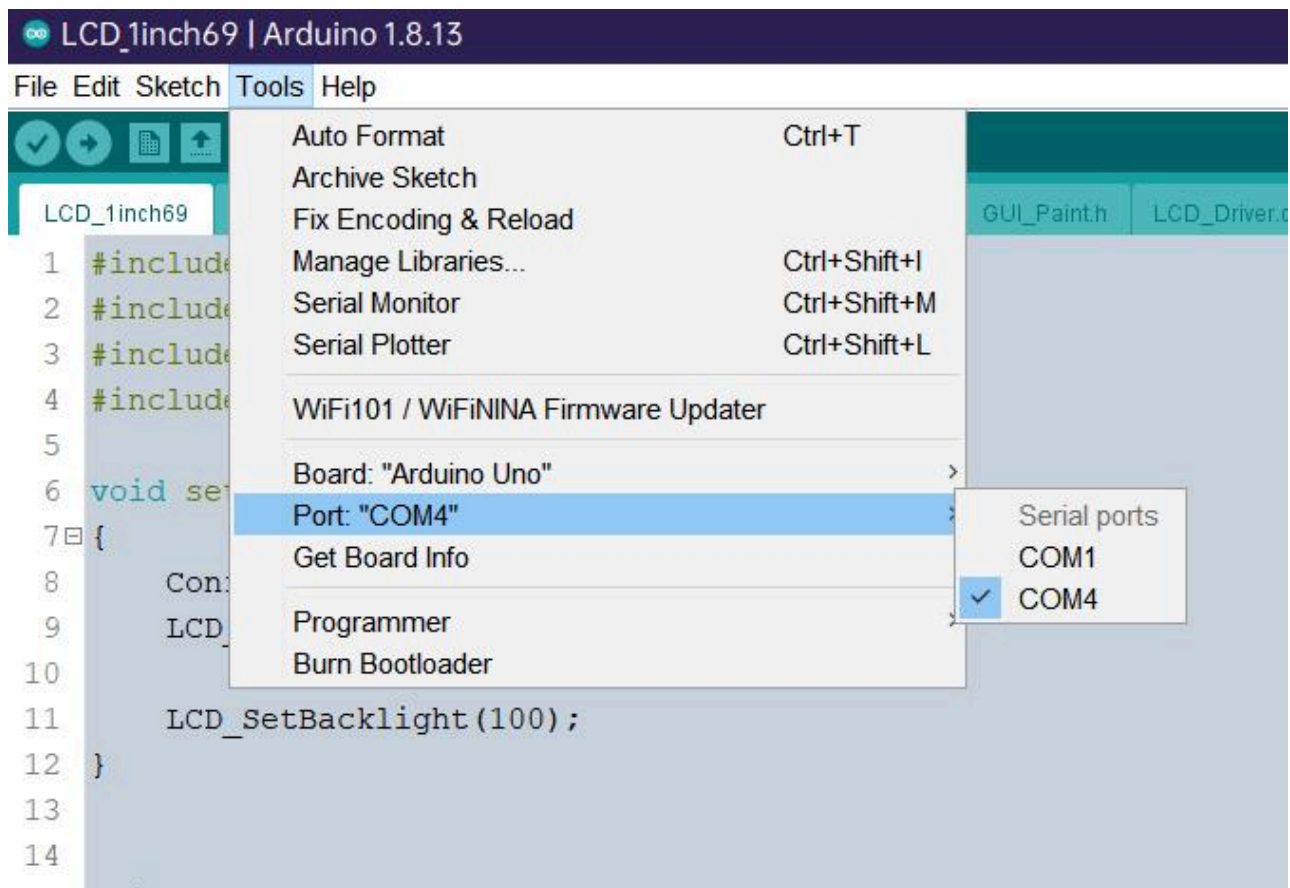 LCD_1inch69 | Arduino 1.8.13
File Edit Sketch Tools Help
Auto Format Ctrl+T
Archive Sketch
Fix Encoding & Reload
Manage Libraries... Ctrl+Shift+I
Serial Monitor Ctrl+Shift+M
Serial Plotter Ctrl+Shift+L
WiFi101 / WiFiNINA Firmware Updater
Board: "Arduino Uno"
Port: "COM4"
Get Board Info
Programmer
Burn Bootloader
Serial ports
COM1
COM4
LCD_1inch69 GUI_Paint.h LCD_Driver.c
1 #include
2 #include
3 #include
4 #include
5
6 void set
7 {
8 Con
9 LCD_
10
11 LCD_SetBacklight(100);
12 }
13
14